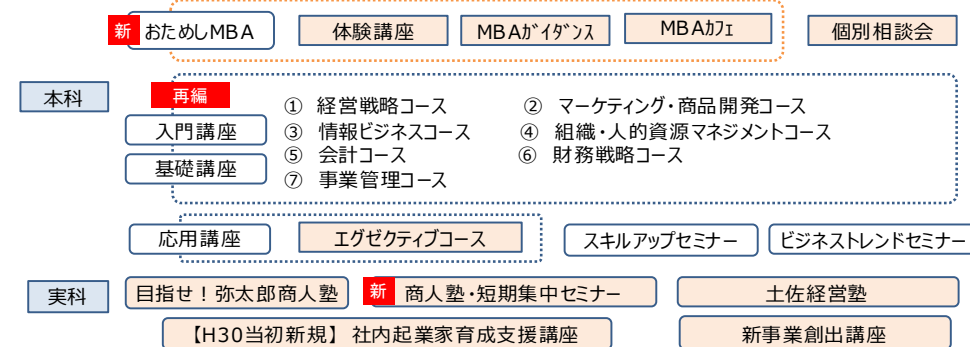 新 おためしMBA 体験講座 MBAｶﾞｲﾀﾞﾝｽ MBAｶﾌｪ 個別相談会
本科 再編
① 経営戦略コース ② マーケティング・商品開発コース
入門講座 ③ 情報ビジネスコース ④ 組織・人的資源マネジメントコース
⑤ 会計コース ⑥ 財務戦略コース
基礎講座
⑦ 事業管理コース
応用講座 エグゼクティブコース スキルアップセミナー ビジネストレンドセミナー
実科 目指せ！弥太郎商人塾 新 商人塾・短期集中セミナー 土佐経営塾
【H30当初新規】 社内起業家育成支援講座 新事業創出講座